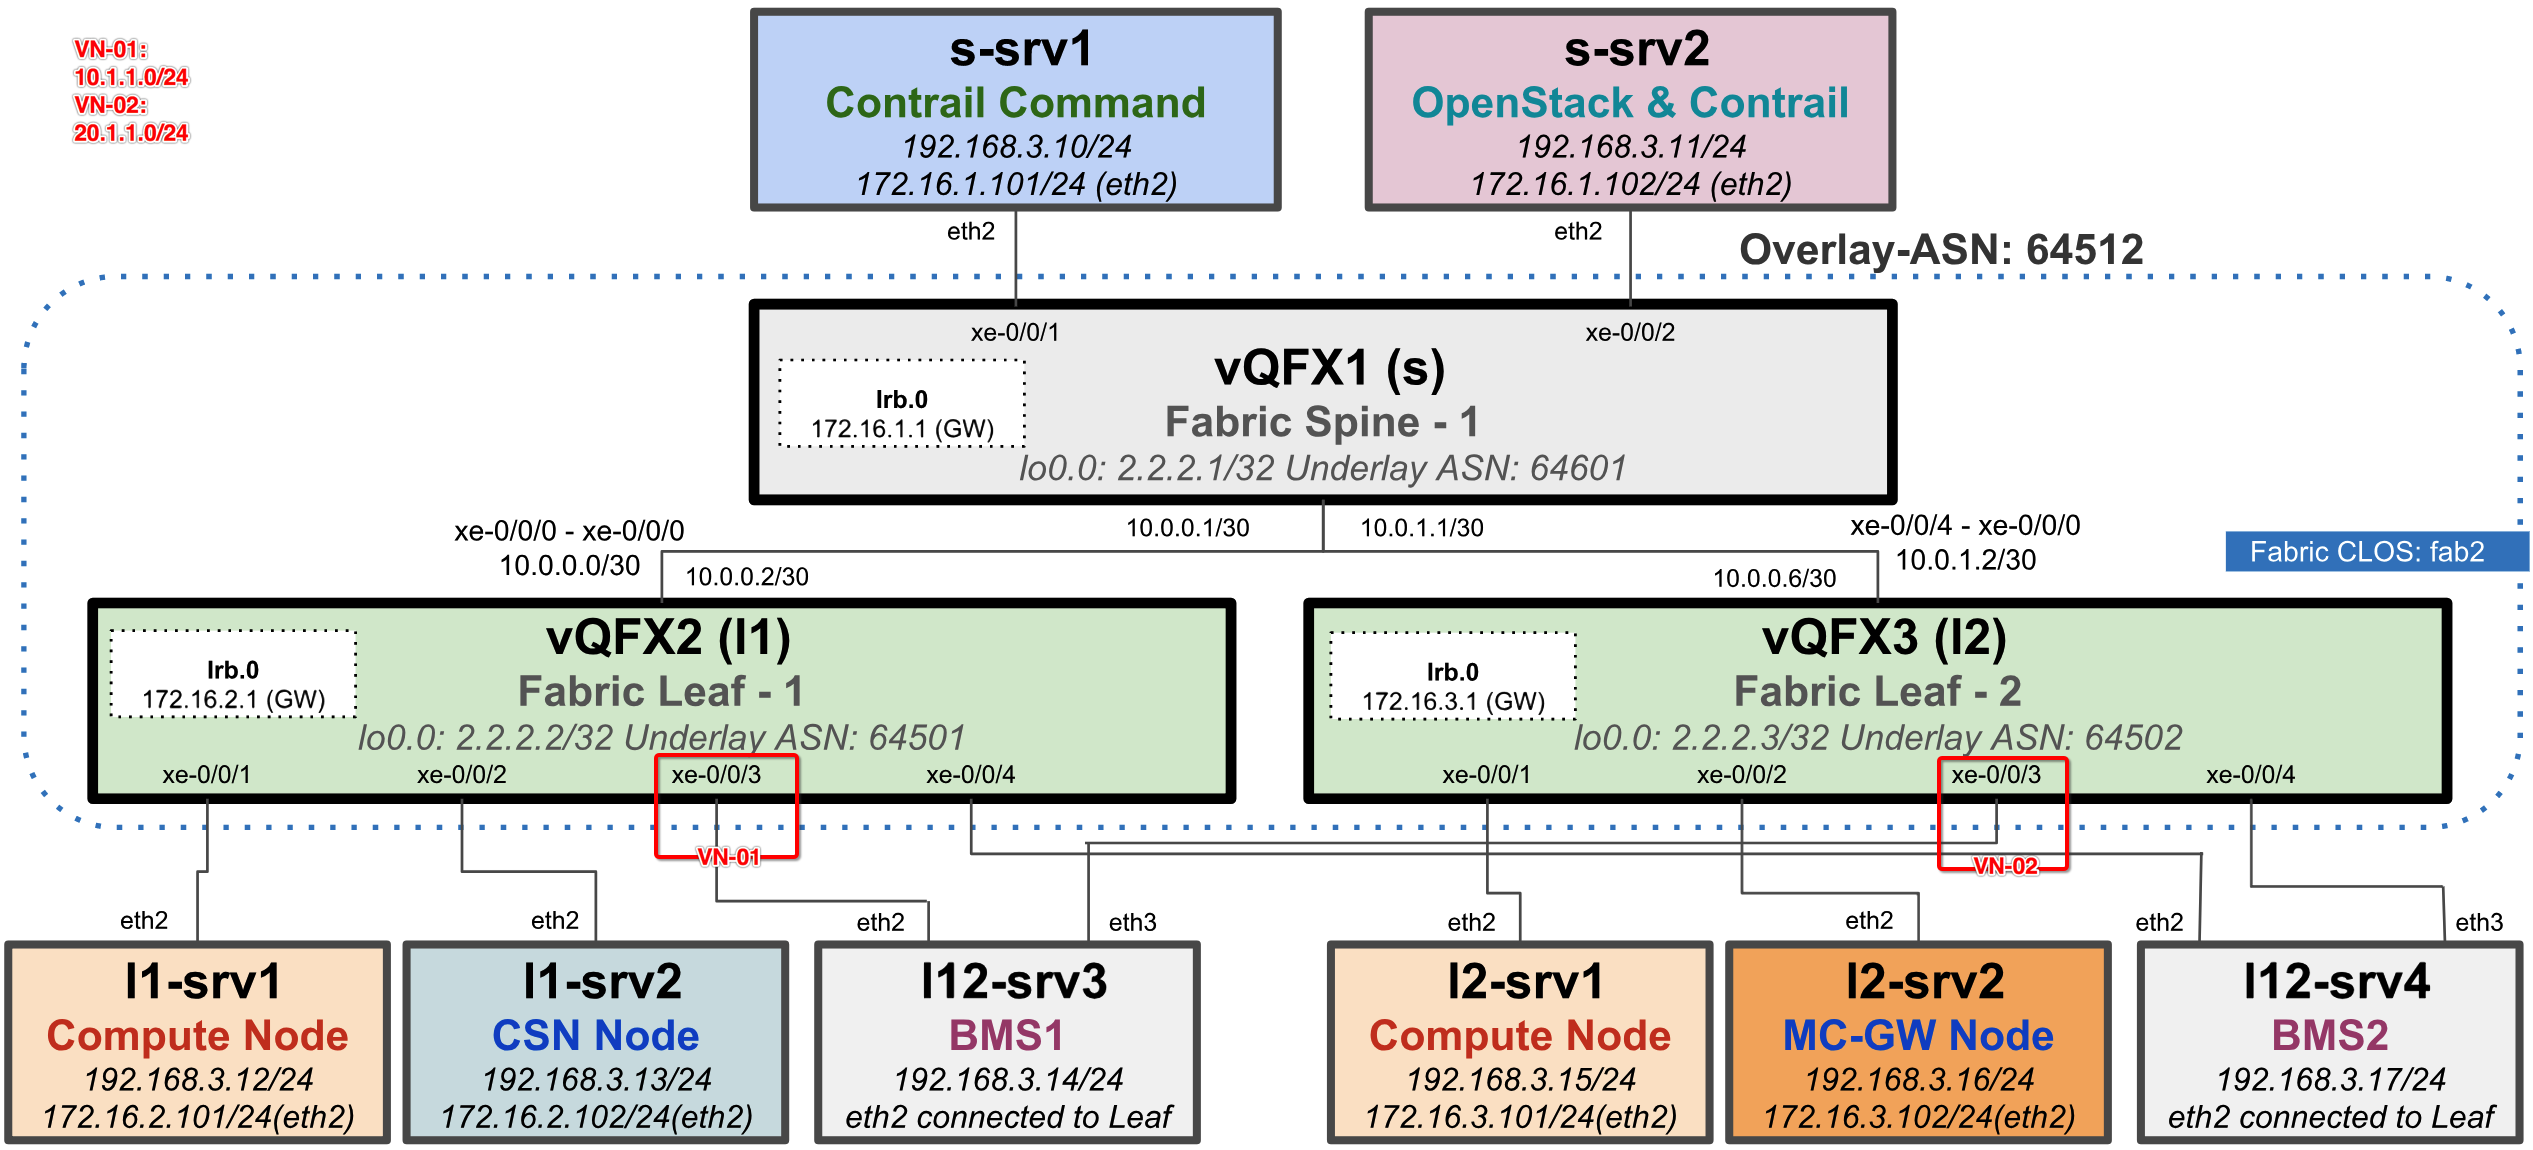 VN-01:
10.1.1.0/24
VN-02:
20.1.1.0/24
s-srv1
Contrail Command
192.168.3.10/24
172.16.1.101/24 (eth2)
s-srv2
OpenStack & Contrail
192.168.3.11/24
172.16.1.102/24 (eth2)
eth2
eth2
Overlay-ASN: 64512
xe-0/0/1
xe-0/0/2
vQFX1 (s)
Irb.0
172.16.1.1 (GW)
Fabric Spine - 1
lo0.0: 2.2.2.1/32 Underlay ASN: 64601
xe-0/0/0 - xe-0/0/0
10.0.0.0/30
10.0.0.1/30
10.0.1.1/30
xe-0/0/4 - xe-0/0/0
10.0.1.2/30
Fabric CLOS: fab2
10.0.0.2/30
10.0.0.6/30
vQFX2 (l1)
Irb.0
172.16.2.1 (GW)
Fabric Leaf - 1
lo0.0: 2.2.2.2/32 Underlay ASN: 64501
xe-0/0/1
xe-0/0/2
xe-0/0/3
xe-0/0/4
vQFX3 (l2)
Irb.0
172.16.3.1 (GW)
Fabric Leaf - 2
lo0.0: 2.2.2.3/32 Underlay ASN: 64502
xe-0/0/1
xe-0/0/2
xe-0/0/3
xe-0/0/4
VN-01
VN-02
eth2
eth2
eth2
eth3
eth2
eth2
eth2
eth3
l1-srv1
Compute Node
192.168.3.12/24
172.16.2.101/24(eth2)
l1-srv2
CSN Node
192.168.3.13/24
172.16.2.102/24(eth2)
l12-srv3
BMS1
192.168.3.14/24
eth2 connected to Leaf
l2-srv1
Compute Node
192.168.3.15/24
172.16.3.101/24(eth2)
l2-srv2
MC-GW Node
192.168.3.16/24
172.16.3.102/24(eth2)
l12-srv4
BMS2
192.168.3.17/24
eth2 connected to Leaf